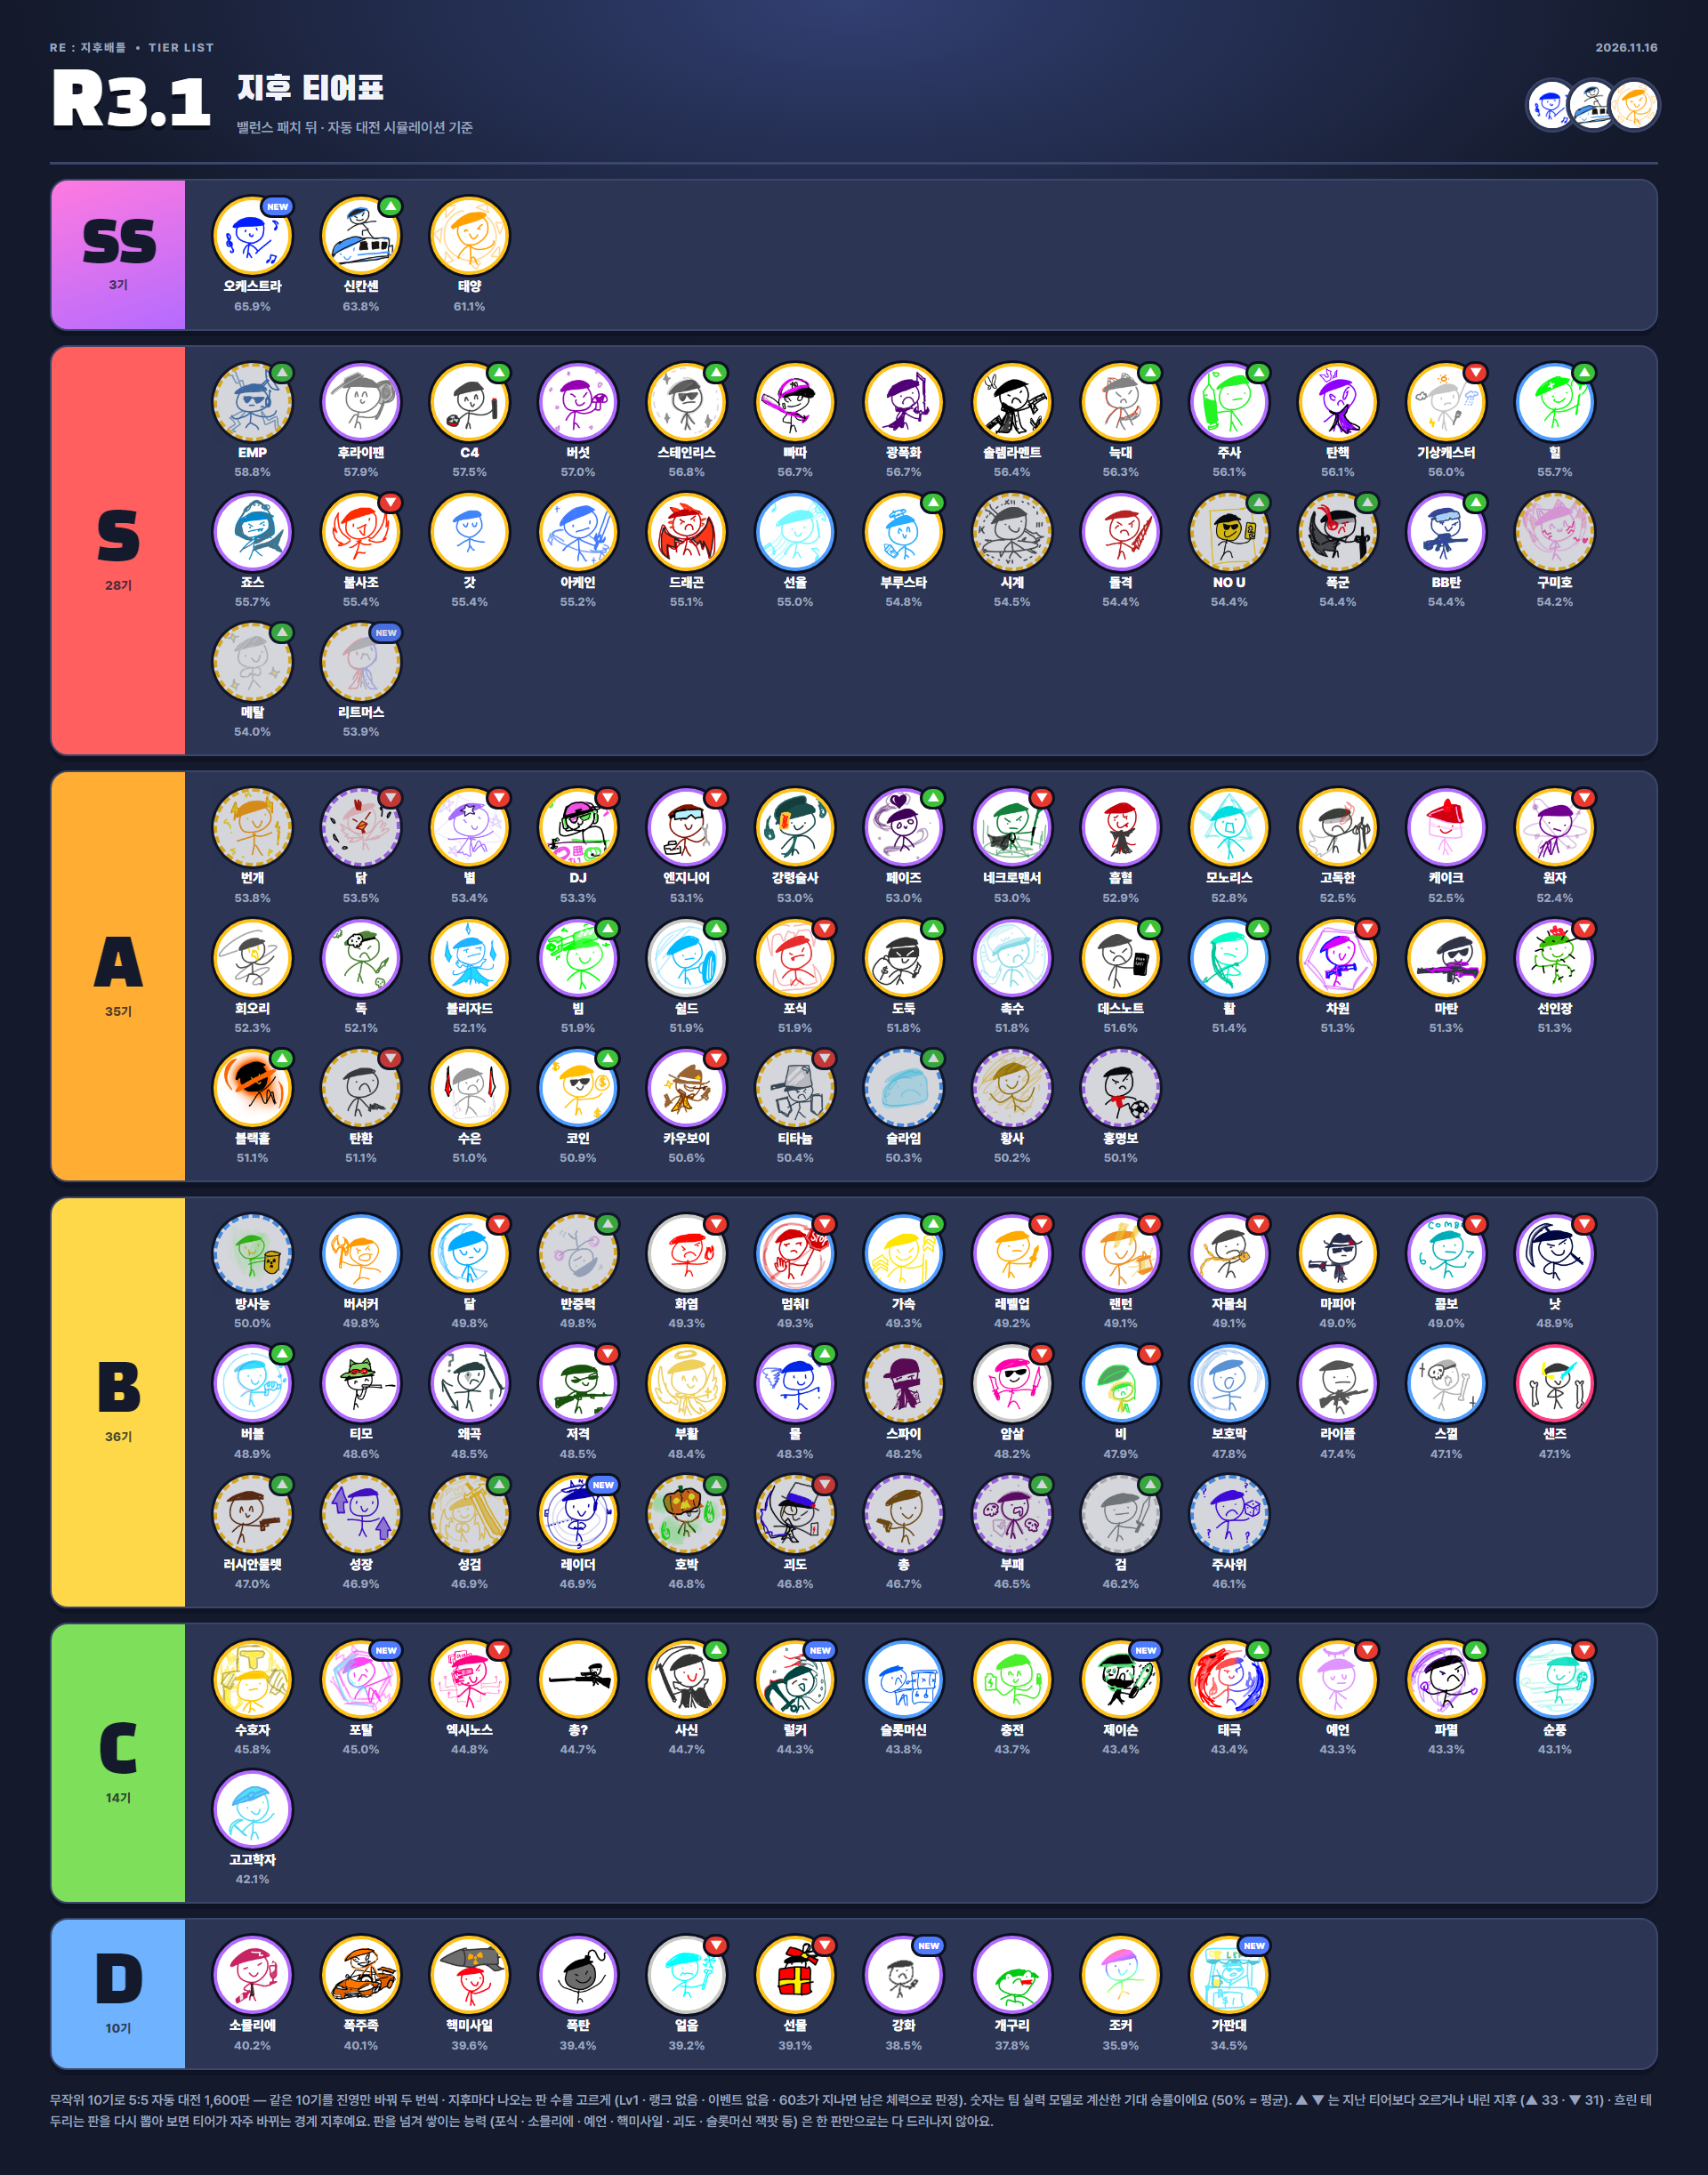 RE : 지후배틀 • TIER LIST
2026.11.16
R3.1 지후 티어표
밸런스 패치 뒤 · 자동 대전 시뮬레이션 기준
SS
3기
NEW
오케스트라 신칸센 태양
65.9% 63.8% 61.1%
S
28기
EMP 후라이팬 C4 버섯 스테인리스 빠따 광폭화 솔렘라멘트 늑대 주사 탄핵 기상캐스터 힐
58.8% 57.9% 57.5% 57.0% 56.8% 56.7% 56.7% 56.4% 56.3% 56.1% 56.1% 56.0% 55.7%
죠스 불사조 갓 아케인 드래곤 선율 부루스타 시계 돌격 NO U 폭군 BB탄 구미호
55.7% 55.4% 55.4% 55.2% 55.1% 55.0% 54.8% 54.5% 54.4% 54.4% 54.4% 54.4% 54.2%
NEW
메탈 리트머스
54.0% 53.9%
A
35기
번개 닭 별 DJ 엔지니어 강령술사 페이즈 네크로맨서 흡혈 모노리스 고독한 케이크 원자
53.8% 53.5% 53.4% 53.3% 53.1% 53.0% 53.0% 53.0% 52.9% 52.8% 52.5% 52.5% 52.4%
회오리 독 블리자드 빔 쉴드 포식 도둑 촉수 데스노트 활 차원 마탄 선인장
52.3% 52.1% 52.1% 51.9% 51.9% 51.9% 51.8% 51.8% 51.6% 51.4% 51.3% 51.3% 51.3%
블랙홀 탄환 수은 코인 카우보이 티타늄 슬라임 황사 홍명보
51.1% 51.1% 51.0% 50.9% 50.6% 50.4% 50.3% 50.2% 50.1%
B
36기
STOP
COMBO
방사능 버서커 달 반중력 화염 멈춰! 가속 레벨업 랜턴 자물쇠 마피아 콤보 낫
50.0% 49.8% 49.8% 49.8% 49.3% 49.3% 49.3% 49.2% 49.1% 49.1% 49.0% 49.0% 48.9%
버블 티모 왜곡 저격 부활 물 스파이 암살 비 보호막 라이플 스껄 샌즈
48.9% 48.6% 48.5% 48.5% 48.4% 48.3% 48.2% 48.2% 47.9% 47.8% 47.4% 47.1% 47.1%
NEW
러시안룰렛 성장 성검 레이더 호박 괴도 총 부패 검 주사위
47.0% 46.9% 46.9% 46.9% 46.8% 46.8% 46.7% 46.5% 46.2% 46.1%
C
14기
NEW NEW NEW
수호자 포탈 엑시노스 총? 사신 럴커 슬롯머신 충전 제이슨 태극 예언 파멸 순풍
45.8% 45.0% 44.8% 44.7% 44.7% 44.3% 43.8% 43.7% 43.4% 43.4% 43.3% 43.3% 43.1%
고고학자
42.1%
D
10기
NEW NEW
소믈리에 폭주족 핵미사일 폭탄 얼음 선물 강화 개구리 조커 가판대
40.2% 40.1% 39.6% 39.4% 39.2% 39.1% 38.5% 37.8% 35.9% 34.5%
무작위 10기로 5:5 자동 대전 1,600판 — 같은 10기를 진영만 바꿔 두 번씩 · 지후마다 나오는 판 수를 고르게 (Lv1 · 랭크 없음 · 이벤트 없음 · 60초가 지나면 남은 체력으로 판정). 숫자는 팀 실력 모델로 계산한 기대 승률이에요 (50% = 평균). ▲ ▼ 는 지난 티어보다 오르거나 내린 지후 (▲ 33 · ▼ 31) · 흐린 테
두리는 판을 다시 뽑아 보면 티어가 자주 바뀌는 경계 지후예요. 판을 넘겨 쌓이는 능력 (포식 · 소믈리에 · 예언 · 핵미사일 · 괴도 · 슬롯머신 잭팟 등) 은 한 판만으로는 다 드러나지 않아요.